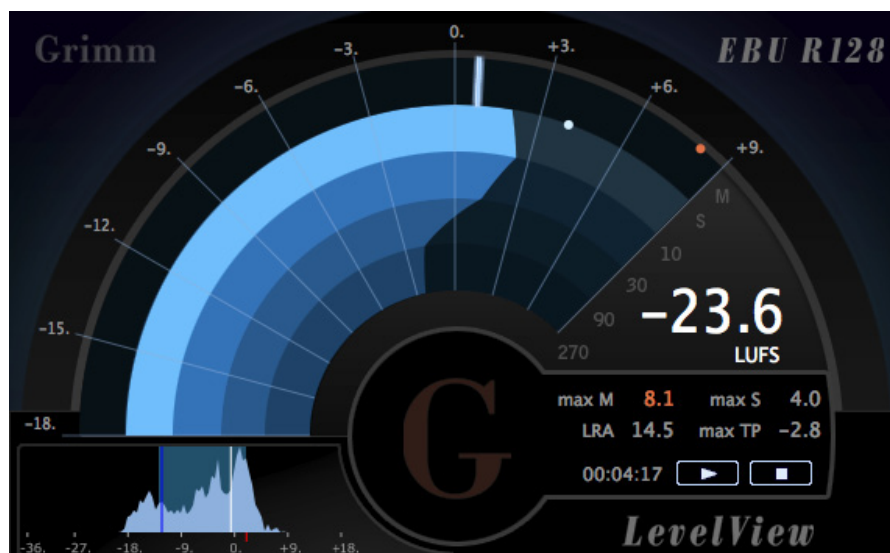 Grimm
EBU R128
-18.
-15.
-12.
-9.
-6.
-3.
0.
+3.
+6.
+9.
M
S
10
30
90
270
-23.6
LUFS
G
max M 8.1 max S 4.0
LRA 14.5 max TP -2.8
00:04:17
-36. -27. -18. -9. 0. +9. +18.
LevelView